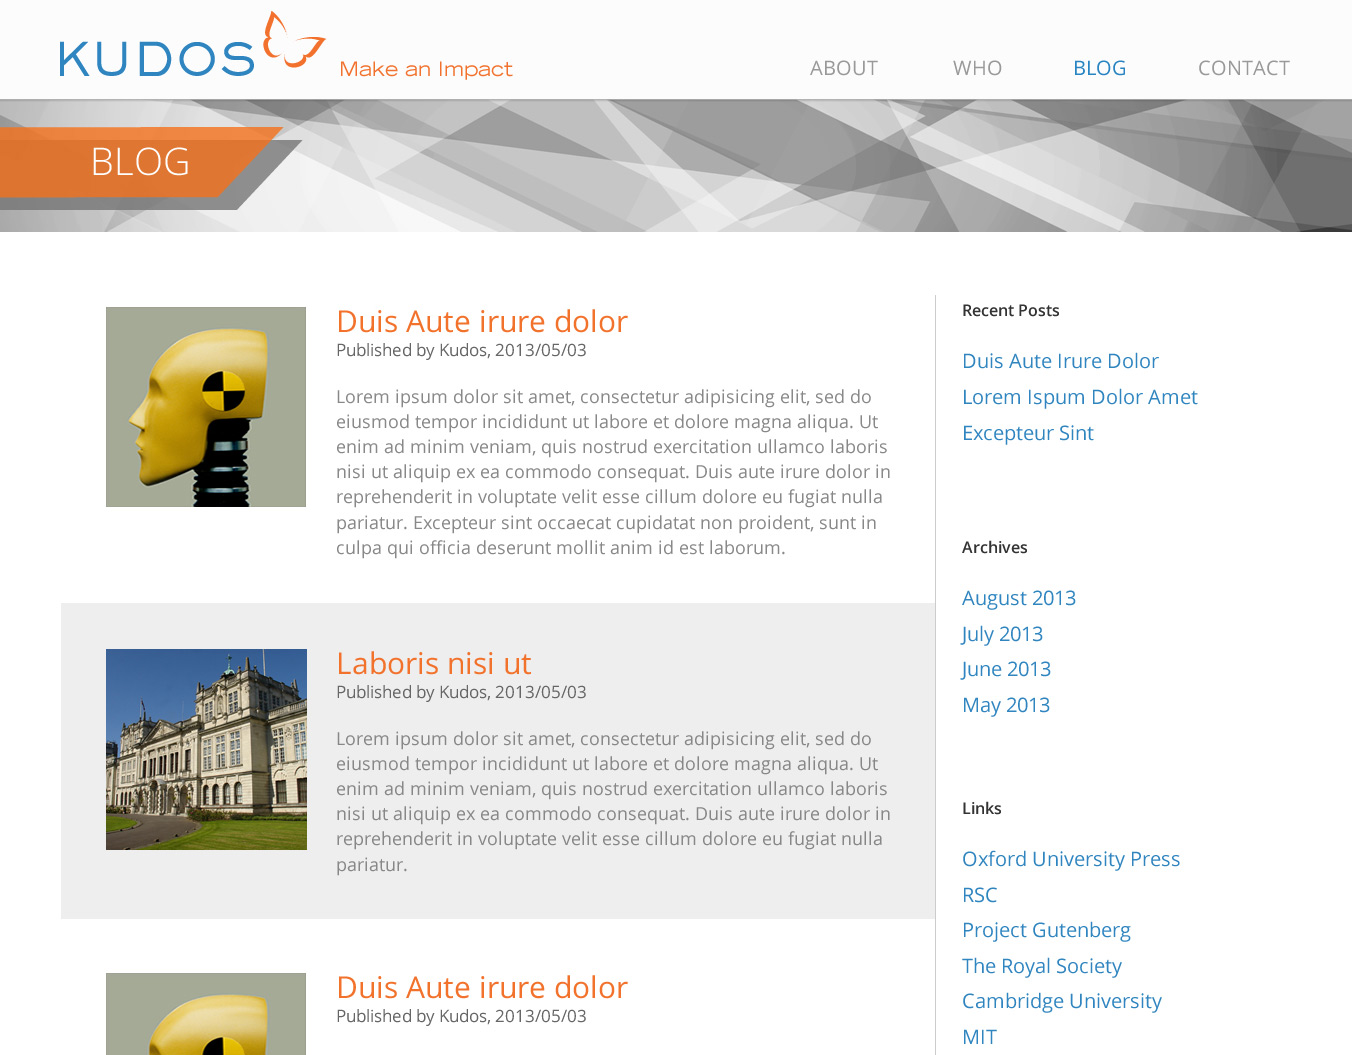 KUDOS
Make an Impact
ABOUT
WHO
BLOG
CONTACT
BLOG
Duis Aute irure dolor
Published by Kudos, 2013/05/03
Lorem ipsum dolor sit amet, consectetur adipisicing elit, sed do
eiusmod tempor incididunt ut labore et dolore magna aliqua. Ut
enim ad minim veniam, quis nostrud exercitation ullamco laboris
nisi ut aliquip ex ea commodo consequat. Duis aute irure dolor in
reprehenderit in voluptate velit esse cillum dolore eu fugiat nulla
pariatur. Excepteur sint occaecat cupidatat non proident, sunt in
culpa qui officia deserunt mollit anim id est laborum.
Laboris nisi ut
Published by Kudos, 2013/05/03
Lorem ipsum dolor sit amet, consectetur adipisicing elit, sed do
eiusmod tempor incididunt ut labore et dolore magna aliqua. Ut
enim ad minim veniam, quis nostrud exercitation ullamco laboris
nisi ut aliquip ex ea commodo consequat. Duis aute irure dolor in
reprehenderit in voluptate velit esse cillum dolore eu fugiat nulla
pariatur.
Duis Aute irure dolor
Published by Kudos, 2013/05/03
Recent Posts
Duis Aute Irure Dolor
Lorem Ispum Dolor Amet
Excepteur Sint
Archives
August 2013
July 2013
June 2013
May 2013
Links
Oxford University Press
RSC
Project Gutenberg
The Royal Society
Cambridge University
MIT